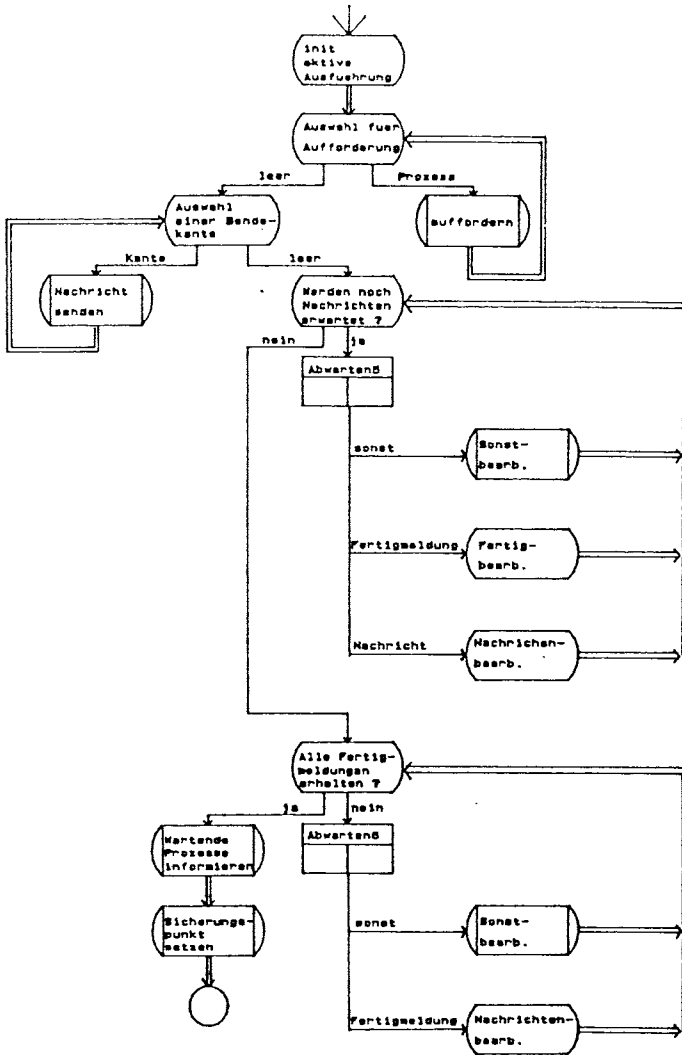 init
aktive
Ausfuehrung
Auswahl fuer
Aufforderung
leer
Prozess
Auswahl
einer Sende-
kante
auffordern
Kante
leer
Nachricht
senden
Werden noch
Nachrichten
erwartet ?
nein
ja
Abwarten5
sonst
Sonst-
bearb.
Fertigmeldung
Fertig-
bearb.
Nachricht
Nachrichen-
bearb.
Alle Fertig-
meldungen
erhalten ?
ja
nein
Wartende
Prozesse
informieren
Abwarten6
Sicherungs-
punkt
setzen
sonst
Sonst-
bearb.
Fertigmeldung
Nachrichten-
bearb.